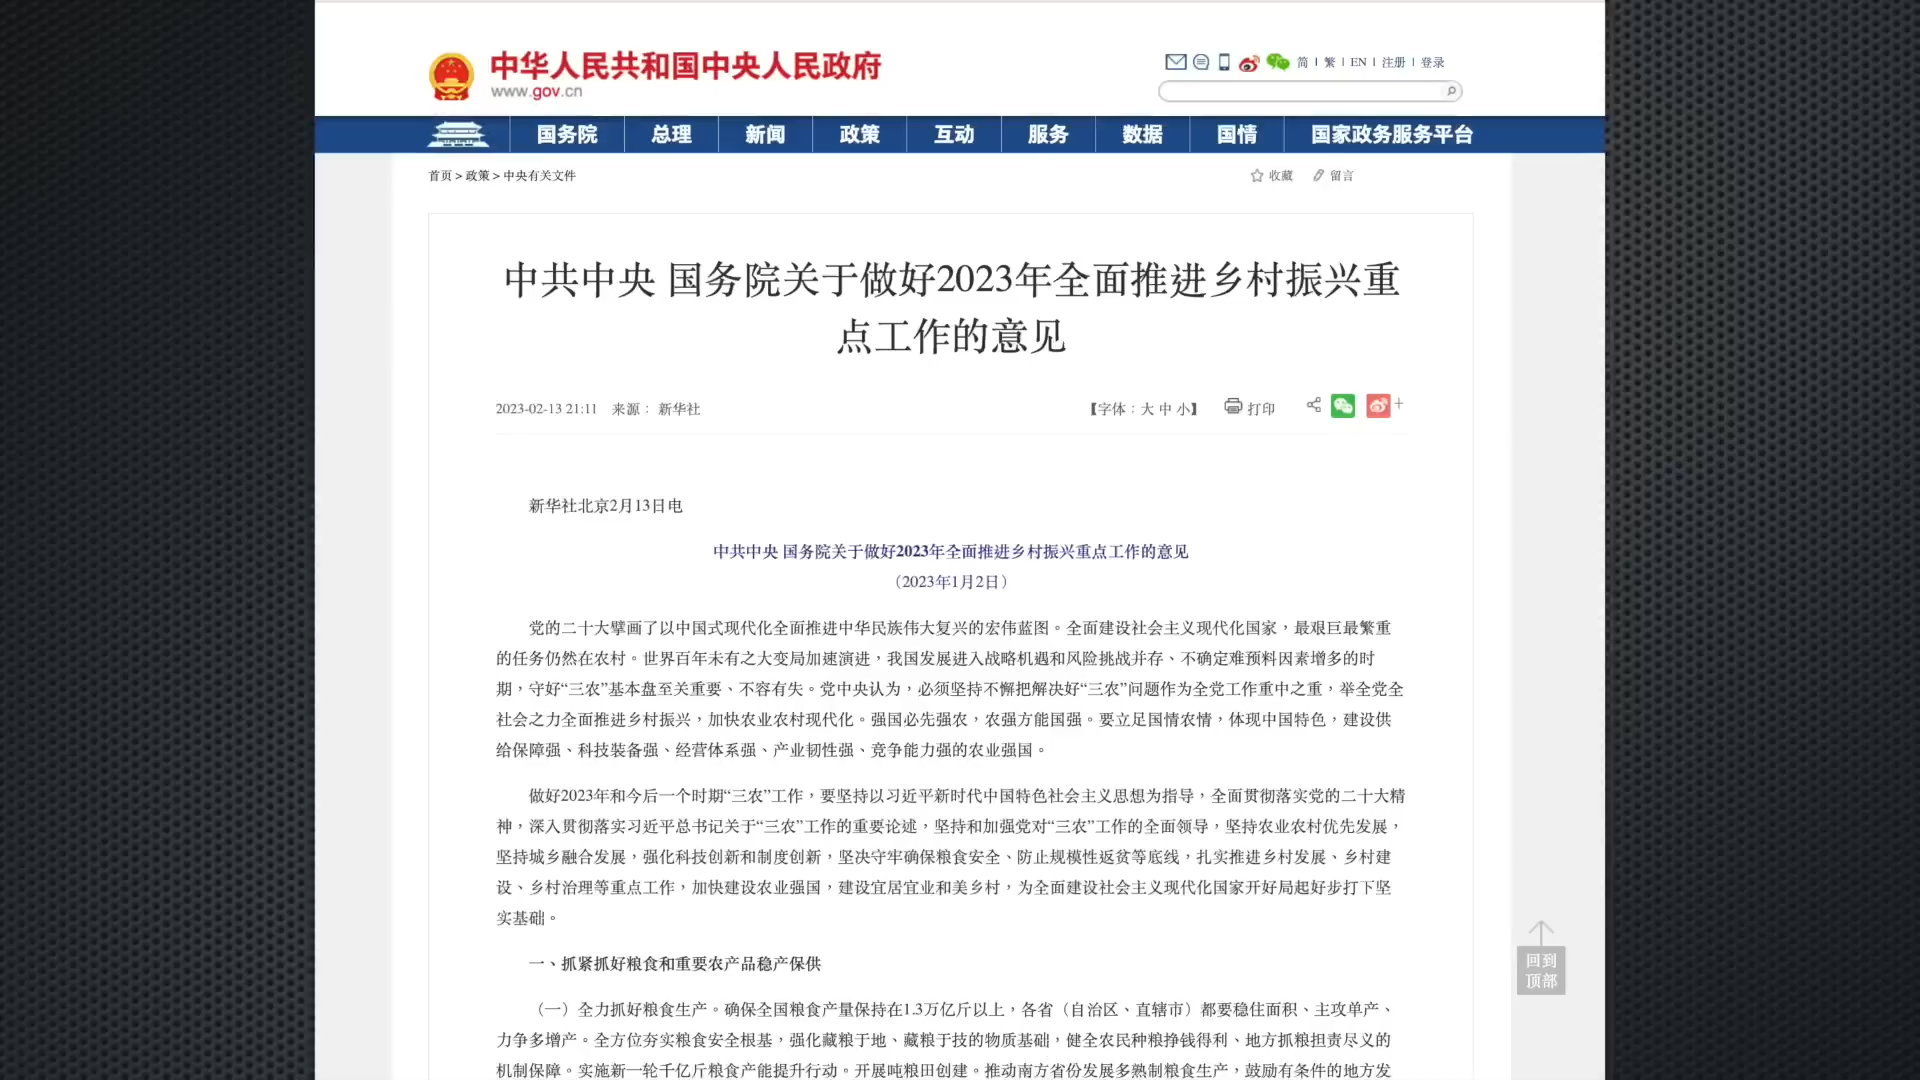 中华人民共和国中央人民政府
www.gov.cn
简 | 繁 | EN | 注册 | 登录
国务院 总理 新闻 政策 互动 服务 数据 国情 国家政务服务平台
首页 > 政策 > 中央有关文件
收藏 留言
中共中央 国务院关于做好2023年全面推进乡村振兴重
点工作的意见
2023-02-13 21:11 来源： 新华社
【字体：大 中 小】 打印
新华社北京2月13日电
中共中央 国务院关于做好2023年全面推进乡村振兴重点工作的意见
（2023年1月2日）
党的二十大擘画了以中国式现代化全面推进中华民族伟大复兴的宏伟蓝图。全面建设社会主义现代化国家，最艰巨最繁重
的任务仍然在农村。世界百年未有之大变局加速演进，我国发展进入战略机遇和风险挑战并存、不确定难预料因素增多的时
期，守好“三农”基本盘至关重要、不容有失。党中央认为，必须坚持不懈把解决好“三农”问题作为全党工作重中之重，举全党全
社会之力全面推进乡村振兴，加快农业农村现代化。强国必先强农，农强方能国强。要立足国情农情，体现中国特色，建设供
给保障强、科技装备强、经营体系强、产业韧性强、竞争能力强的农业强国。
做好2023年和今后一个时期“三农”工作，要坚持以习近平新时代中国特色社会主义思想为指导，全面贯彻落实党的二十大精
神，深入贯彻落实习近平总书记关于“三农”工作的重要论述，坚持和加强党对“三农”工作的全面领导，坚持农业农村优先发展，
坚持城乡融合发展，强化科技创新和制度创新，坚决守牢确保粮食安全、防止规模性返贫等底线，扎实推进乡村发展、乡村建
设、乡村治理等重点工作，加快建设农业强国，建设宜居宜业和美乡村，为全面建设社会主义现代化国家开好局起好步打下坚
实基础。
一、抓紧抓好粮食和重要农产品稳产保供
（一）全力抓好粮食生产。确保全国粮食产量保持在1.3万亿斤以上，各省（自治区、直辖市）都要稳住面积、主攻单产、
力争多增产。全方位夯实粮食安全根基，强化藏粮于地、藏粮于技的物质基础，健全农民种粮挣钱得利、地方抓粮担责尽义的
机制保障。实施新一轮千亿斤粮食产能提升行动。开展吨粮田创建。推动南方省份发展多熟制粮食生产，鼓励有条件的地方发
回到
顶部